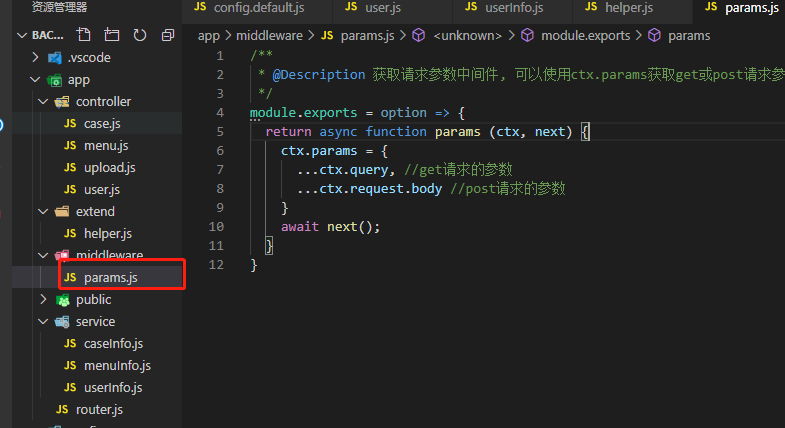 资源管理器
config.default.js
user.js
userInfo.js
helper.js
params.js
BAC...
app > middleware > JS params.js > <unknown> > module.exports > params
.vscode
app
controller
JS case.js
JS menu.js
JS upload.js
JS user.js
extend
JS helper.js
middleware
JS params.js
public
service
JS caseInfo.js
JS menuInfo.js
JS userInfo.js
JS router.js
1 /**
2 * @Description 获取请求参数中间件, 可以使用ctx.params获取get或post请求参
3 */
4 module.exports = option => {
5 return async function params (ctx, next) {
6 ctx.params = {
7 ...ctx.query, //get请求的参数
8 ...ctx.request.body //post请求的参数
9 }
10 await next();
11 }
12 }